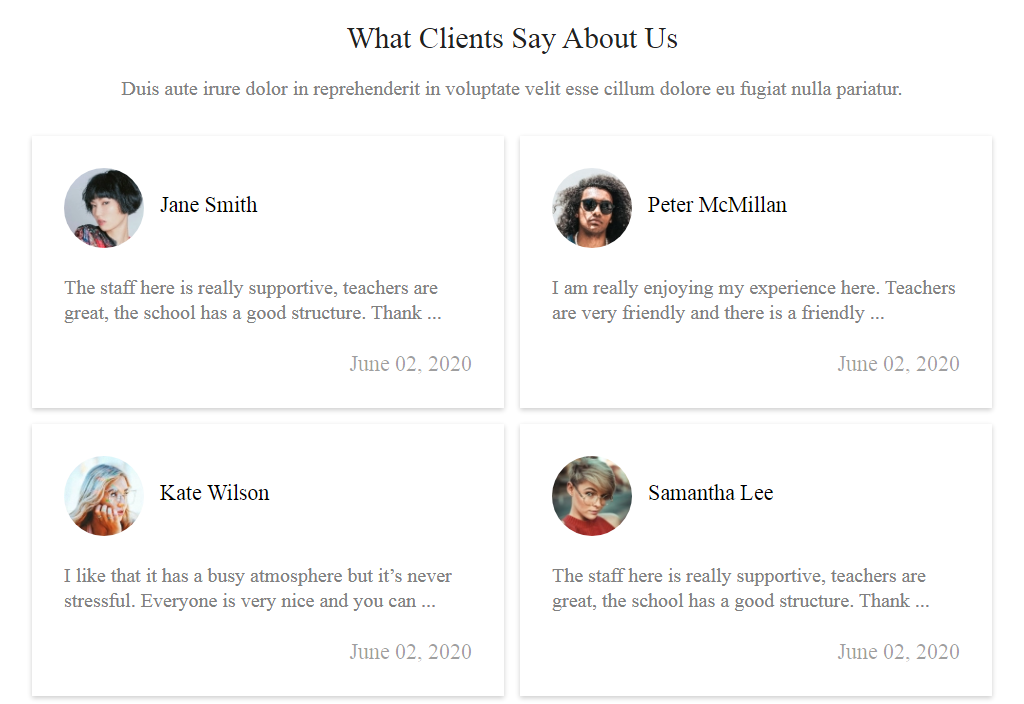 What Clients Say About Us
Duis aute irure dolor in reprehenderit in voluptate velit esse cillum dolore eu fugiat nulla pariatur.
Jane Smith
The staff here is really supportive, teachers are
great, the school has a good structure. Thank ...
June 02, 2020
Peter McMillan
I am really enjoying my experience here. Teachers
are very friendly and there is a friendly ...
June 02, 2020
Kate Wilson
I like that it has a busy atmosphere but it’s never
stressful. Everyone is very nice and you can ...
June 02, 2020
Samantha Lee
The staff here is really supportive, teachers are
great, the school has a good structure. Thank ...
June 02, 2020